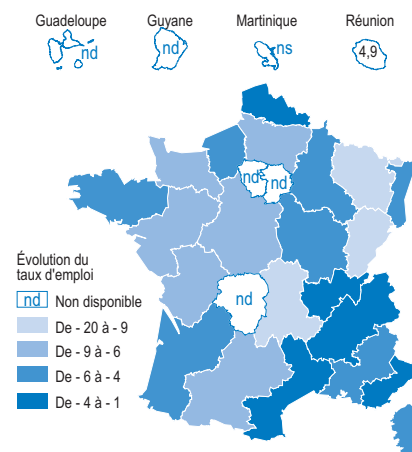 Guadeloupe Guyane Martinique Réunion
nd nd ns 4,9
nd nd
nd
Évolution du
taux d'emploi
nd Non disponible
De - 20 à - 9
De - 9 à - 6
De - 6 à - 4
De - 4 à - 1